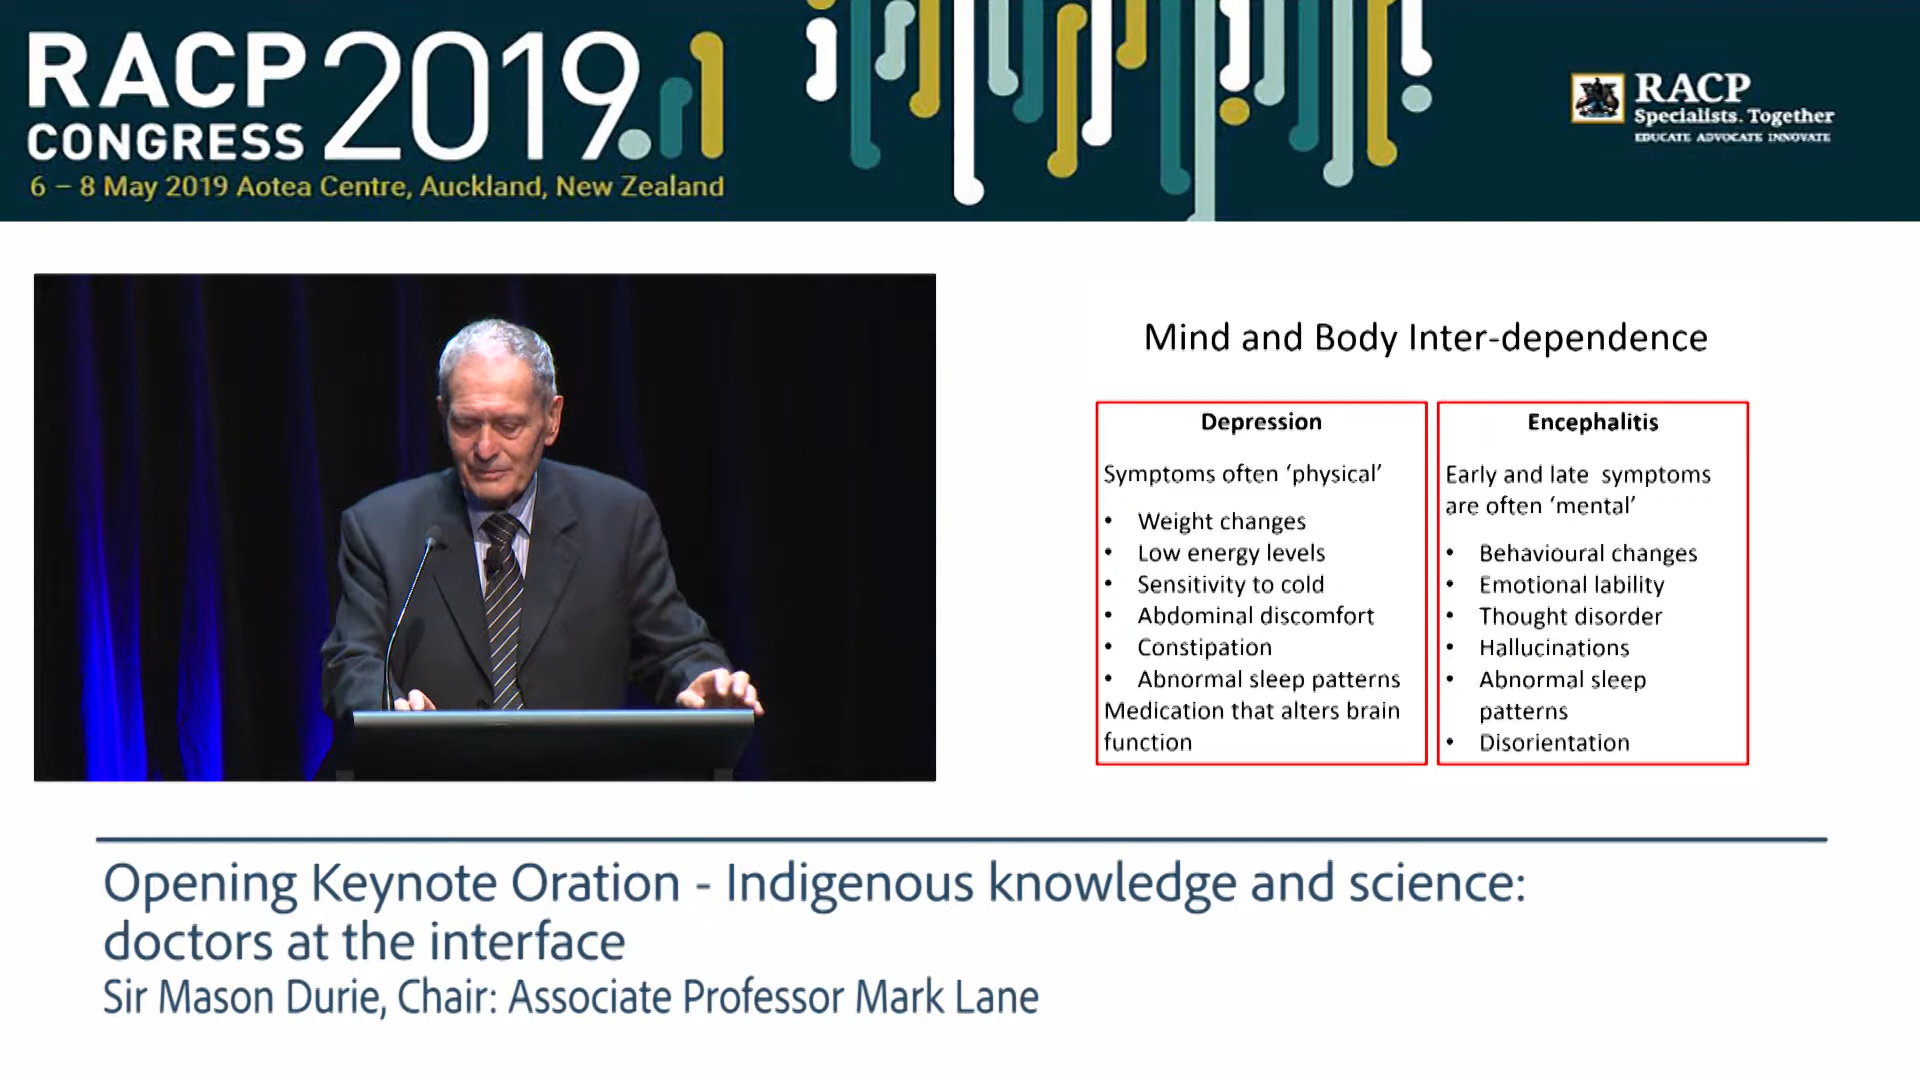 RACP
CONGRESS
2019
6 – 8 May 2019 Aotea Centre, Auckland, New Zealand
RACP
Specialists. Together
EDUCATE ADVOCATE INNOVATE
Mind and Body Inter-dependence
Depression
Symptoms often ‘physical’
• Weight changes
• Low energy levels
• Sensitivity to cold
• Abdominal discomfort
• Constipation
• Abnormal sleep patterns
Medication that alters brain
function
Encephalitis
Early and late symptoms
are often ‘mental’
• Behavioural changes
• Emotional lability
• Thought disorder
• Hallucinations
• Abnormal sleep
patterns
• Disorientation
Opening Keynote Oration - Indigenous knowledge and science:
doctors at the interface
Sir Mason Durie, Chair: Associate Professor Mark Lane